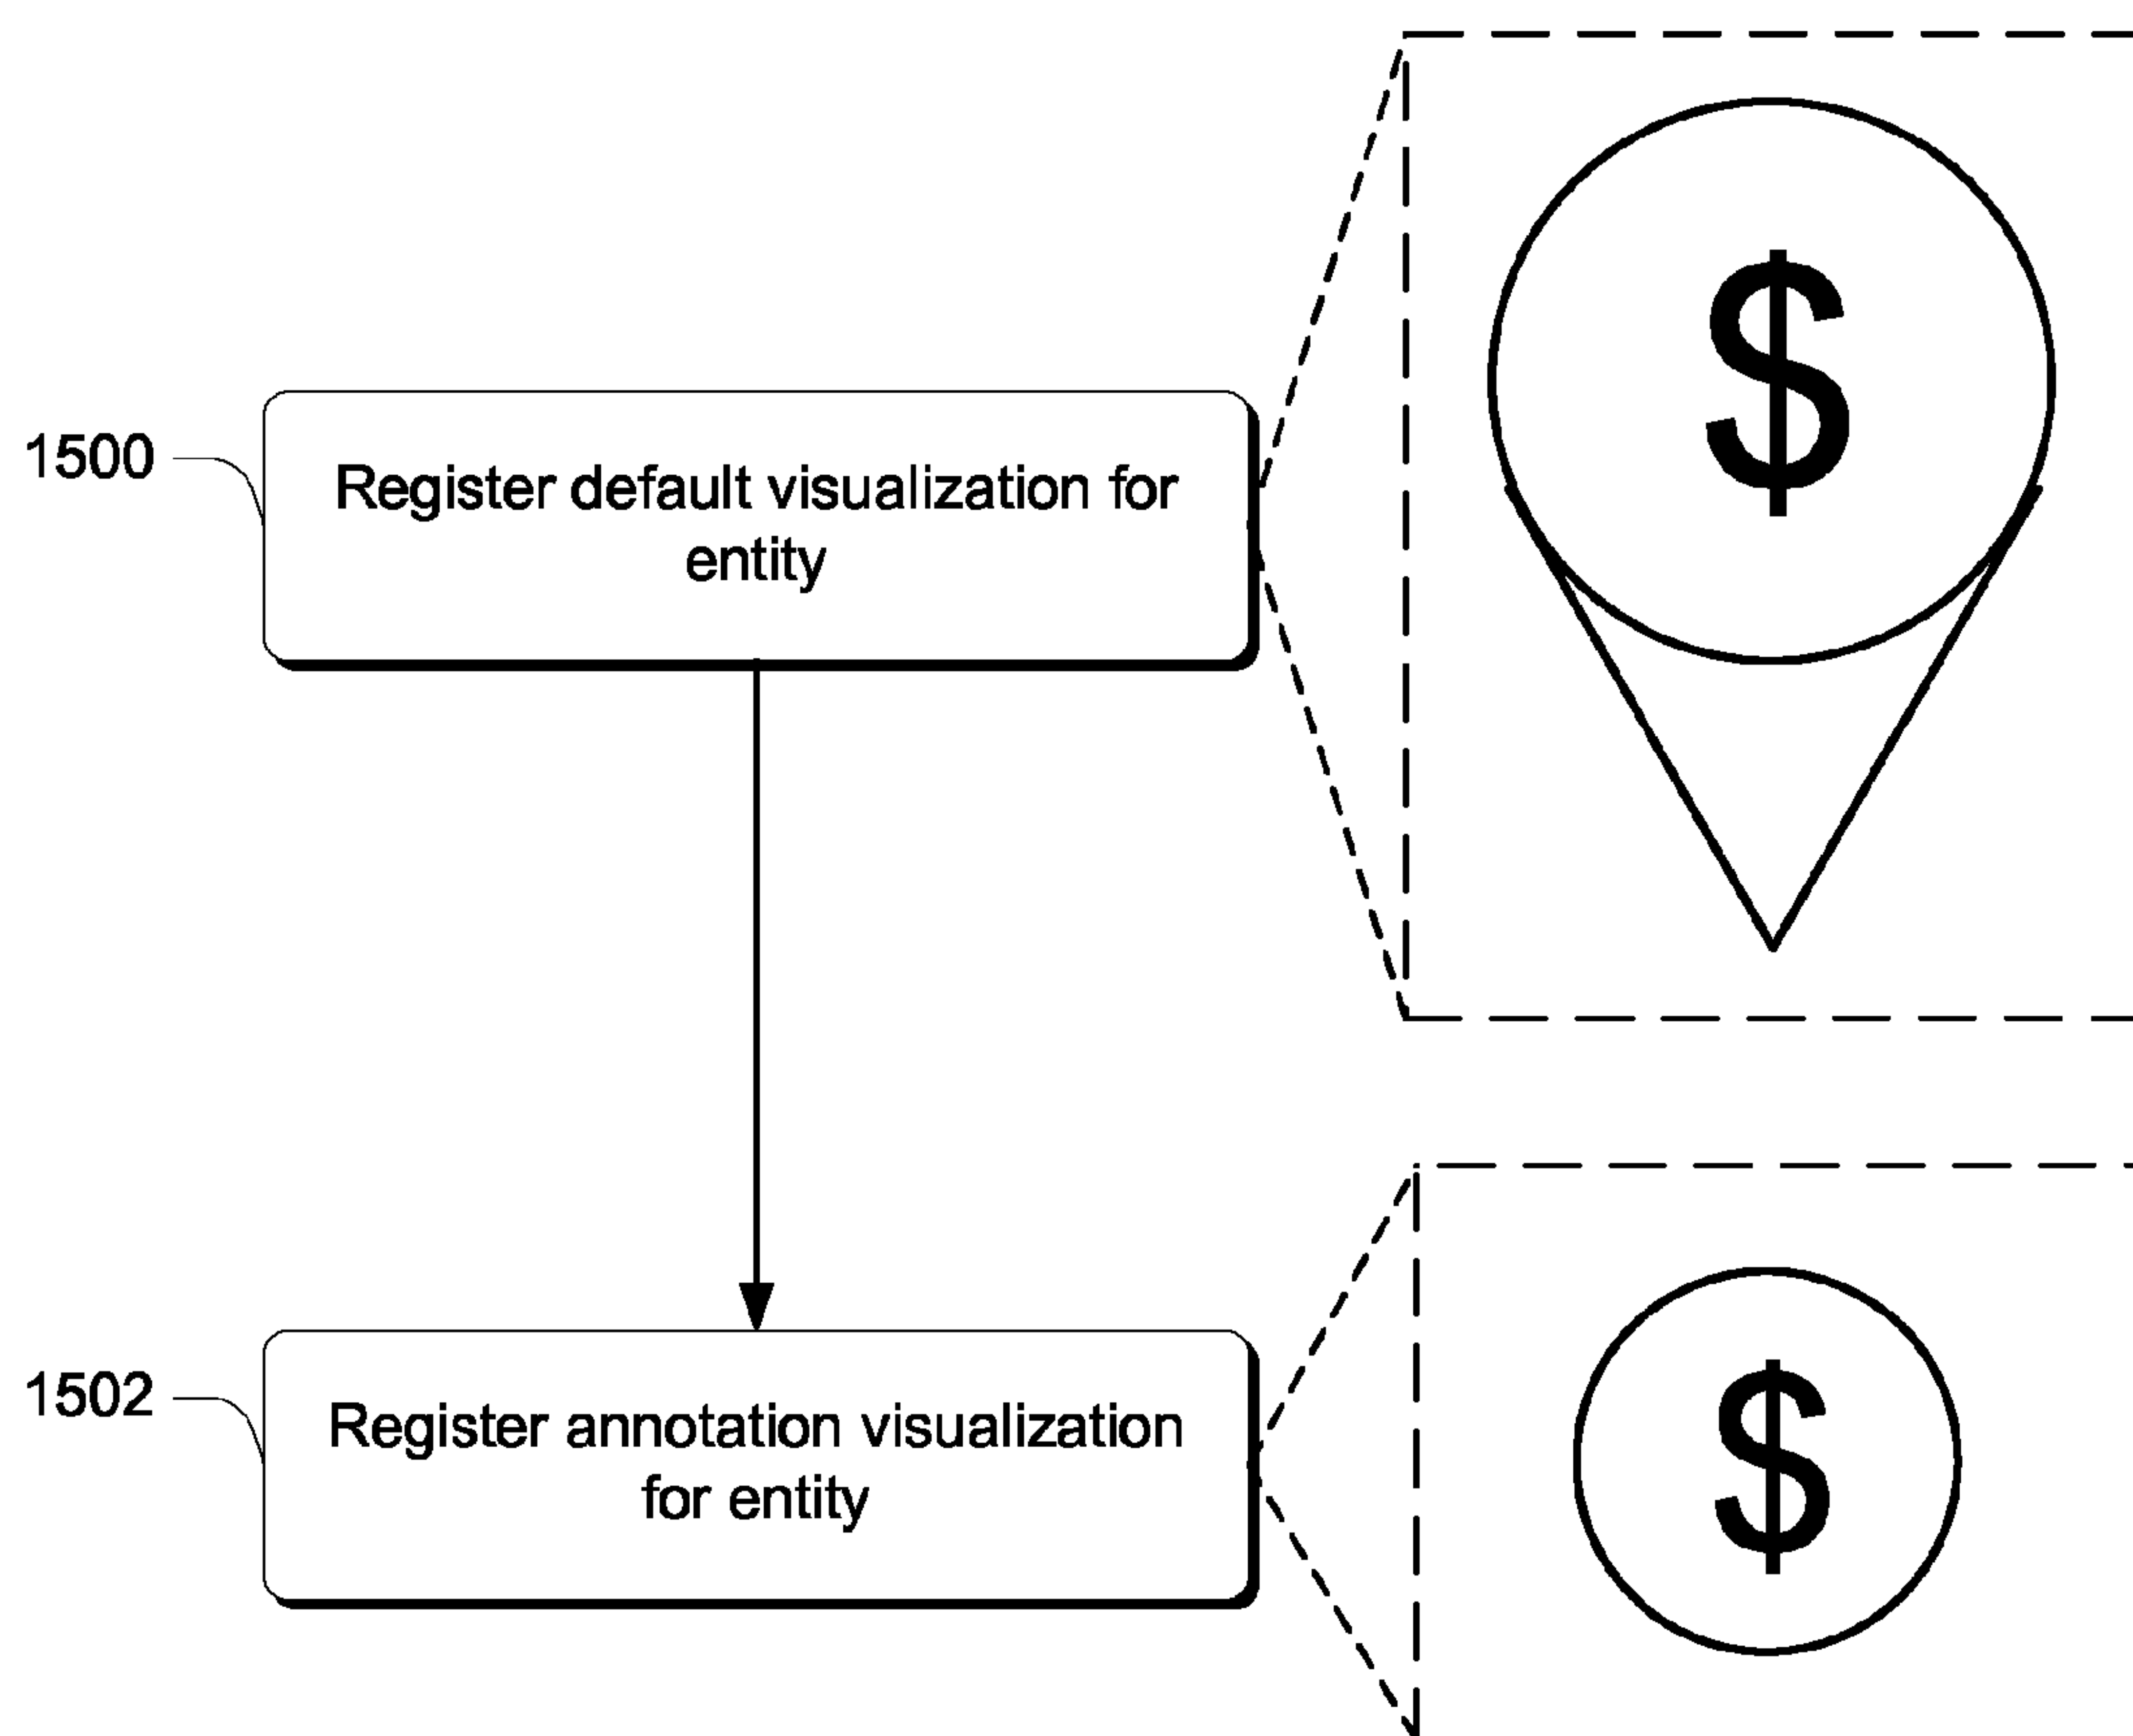 $
1500
Register default visualization for
entity
1502
Register annotation visualization
for entity
$